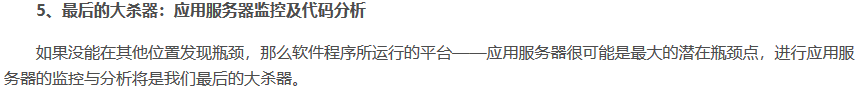 5、最后的大杀器：应用服务器监控及代码分析
如果没能在其他位置发现瓶颈，那么软件程序所运行的平台——应用服务器很可能是最大的潜在瓶颈点，进行应用服
务器的监控与分析将是我们最后的大杀器。